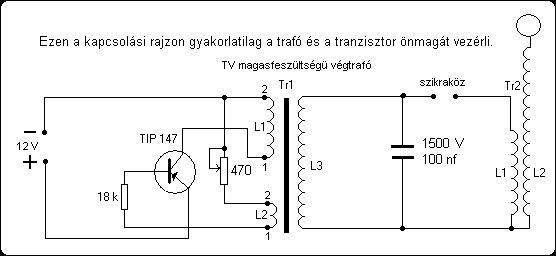 Ezen a kapcsolási rajzon gyakorlatilag a trafó és a tranzisztor önmagát vezérli.
TV magasfeszültségű végtrafó
2
Tr1
szikraköz
Tr2
−
12 V
+
TIP 147
L1
1
470
18 k
2
L2
1
L3
1500 V
100 nf
L1
L2